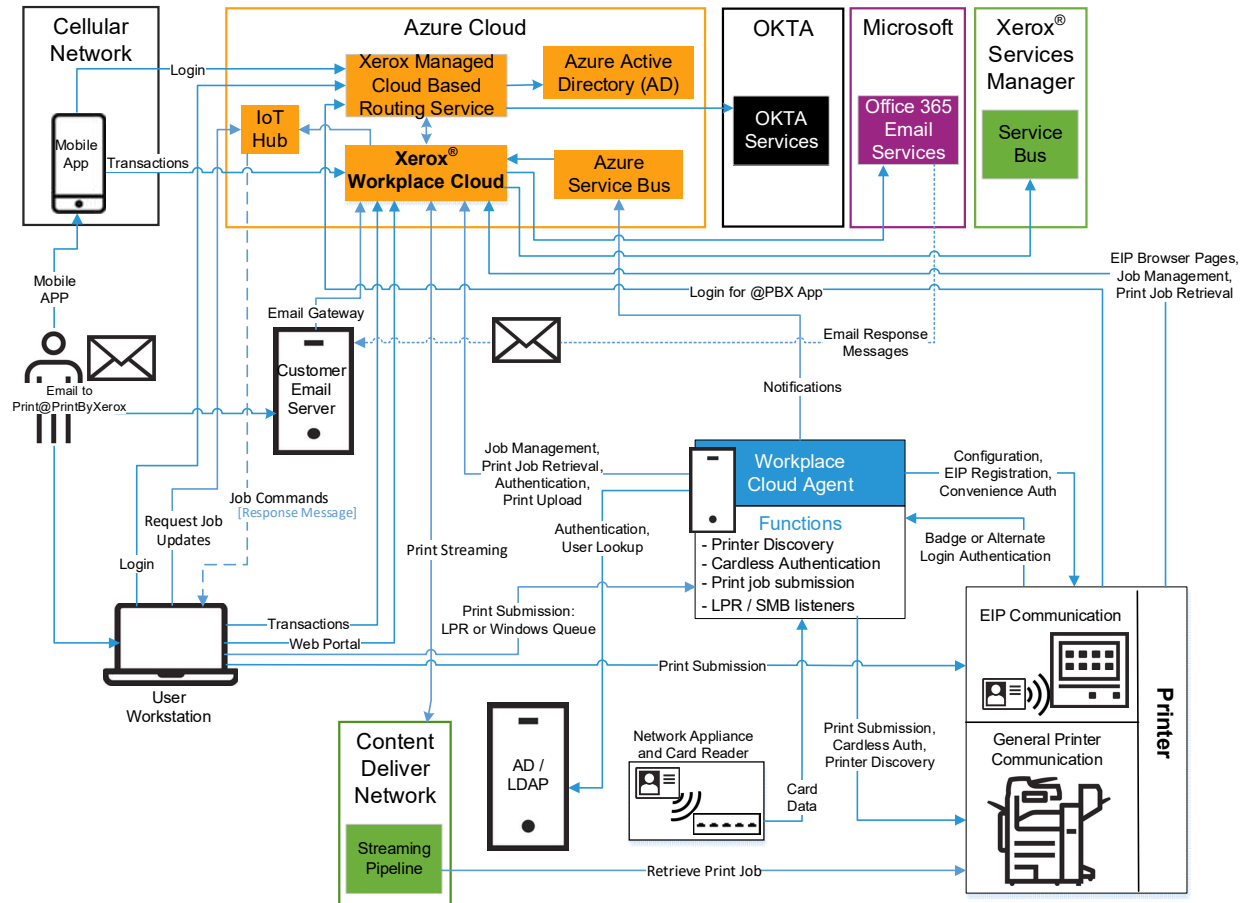 Cellular
Network
Azure Cloud
OKTA
Microsoft
Xerox®
Services
Manager
Login
Xerox Managed
Cloud Based
Routing Service
Azure Active
Directory (AD)
IoT
Hub
OKTA
Services
Office 365
Email
Services
Service
Bus
Mobile
App
Transactions
Xerox®
Workplace Cloud
Azure
Service Bus
Mobile
APP
EIP Browser Pages,
Job Management,
Print Job Retrieval
Login for @PBX App
Email Gateway
Email Response
Messages
Customer
Email
Server
Email to
Print@PrintByXerox
Notifications
Job Management,
Print Job Retrieval,
Authentication,
Print Upload
Workplace
Cloud Agent
Configuration,
EIP Registration,
Convenience Auth
Job Commands
[Response Message]
Request Job
Updates
Login
Print Streaming
Authentication,
User Lookup
Functions
- Printer Discovery
- Cardless Authentication
- Print job submission
- LPR / SMB listeners
Badge or Alternate
Login Authentication
Transactions
Web Portal
Print Submission:
LPR or Windows Queue
EIP Communication
Print Submission
User
Workstation
Printer
Content
Deliver
Network
AD /
LDAP
Network Appliance
and Card Reader
Print Submission,
Cardless Auth,
Printer Discovery
General Printer
Communication
Card
Data
Streaming
Pipeline
Retrieve Print Job